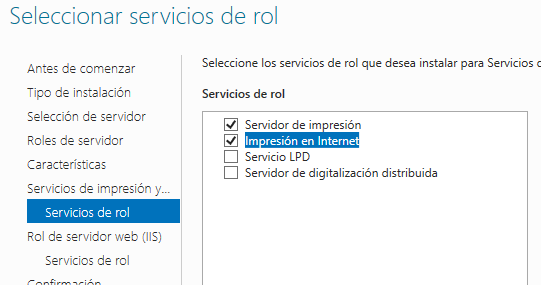 Seleccionar servicios de rol
Antes de comenzar
Tipo de instalación
Selección de servidor
Roles de servidor
Características
Servicios de impresión y...
Servicios de rol
Rol de servidor web (IIS)
Servicios de rol
Confirmación
Seleccione los servicios de rol que desea instalar para Servicios d
Servicios de rol
Servidor de impresión
Impresión en Internet
Servicio LPD
Servidor de digitalización distribuida